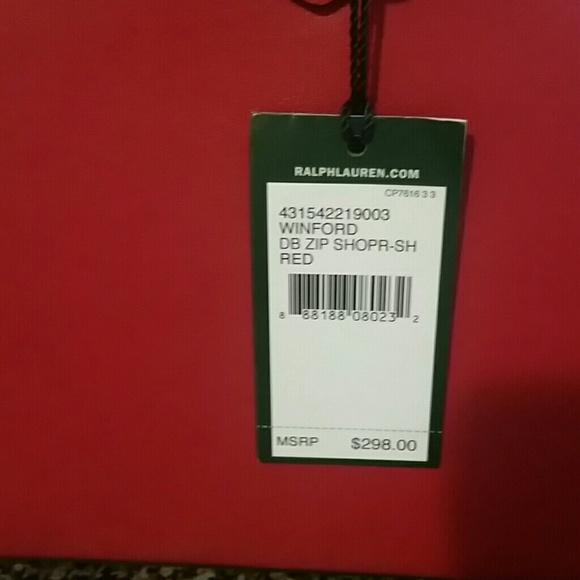 RALPHLAUREN.COM
CP7616 3 3
431542219003
WINFORD
DB ZIP SHOPR-SH
RED
8 88188 08023 2
MSRP $298.00